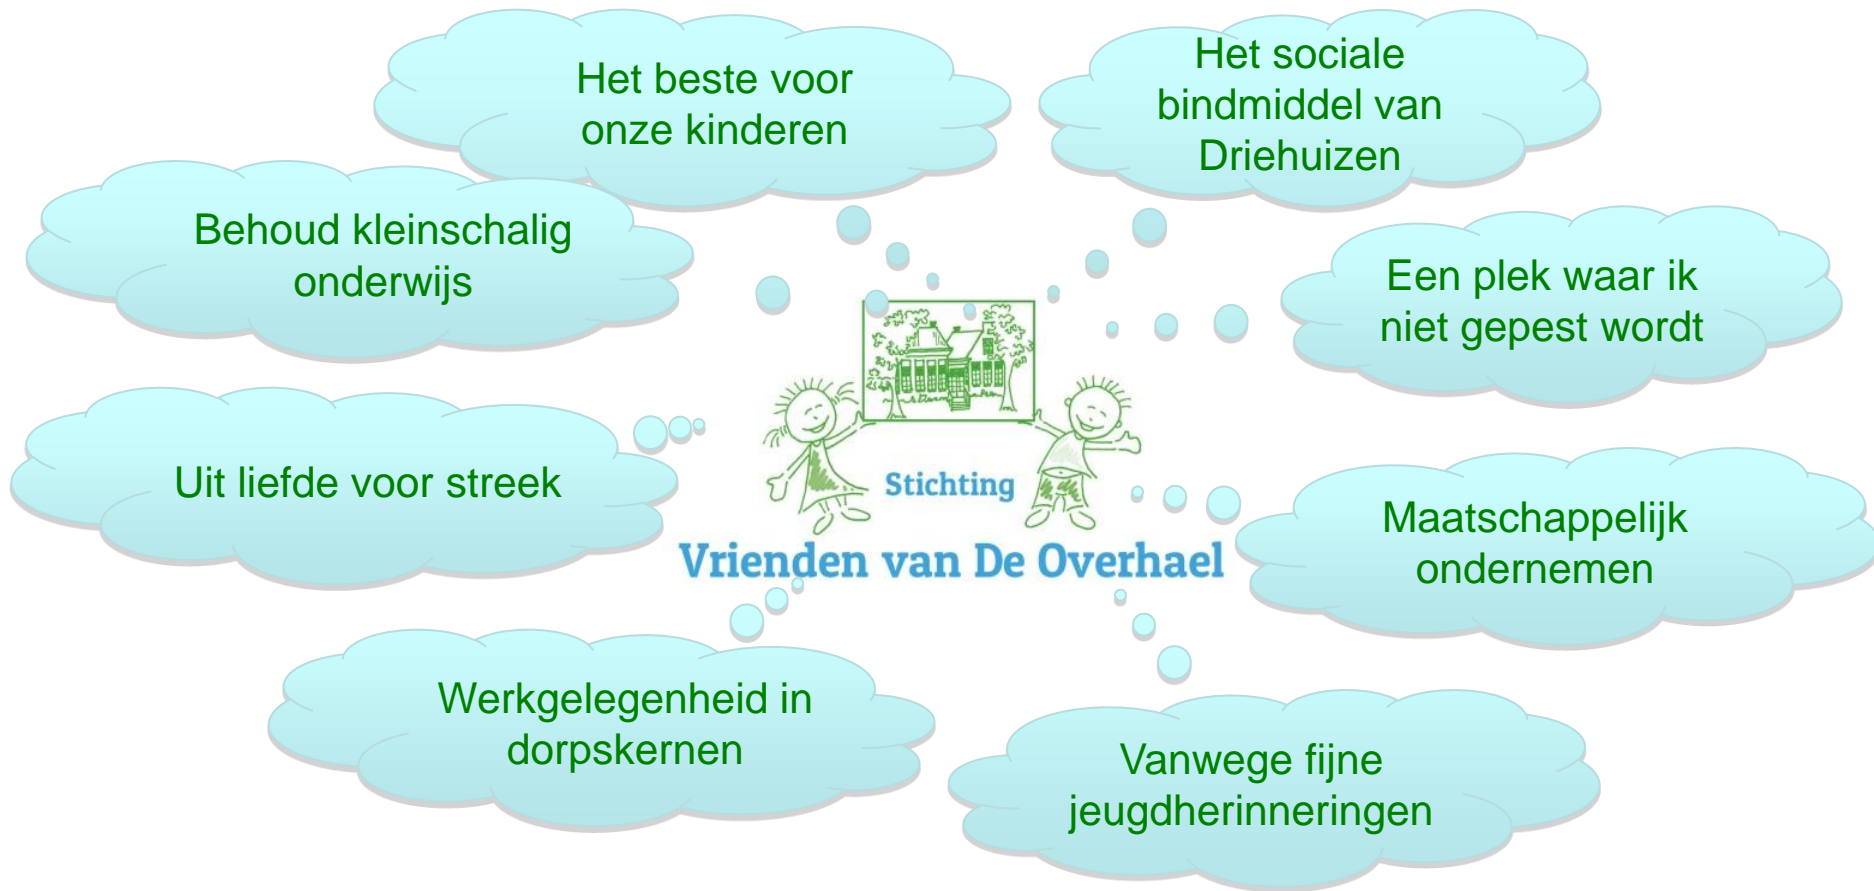 Het beste voor
onze kinderen
Het sociale
bindmiddel van
Driehuizen
Behoud kleinschalig
onderwijs
Een plek waar ik
niet gepest wordt
Uit liefde voor streek
Stichting
Vrienden van De Overhael
Maatschappelijk
ondernemen
Werkgelegenheid in
dorpskernen
Vanwege fijne
jeugdherinneringen